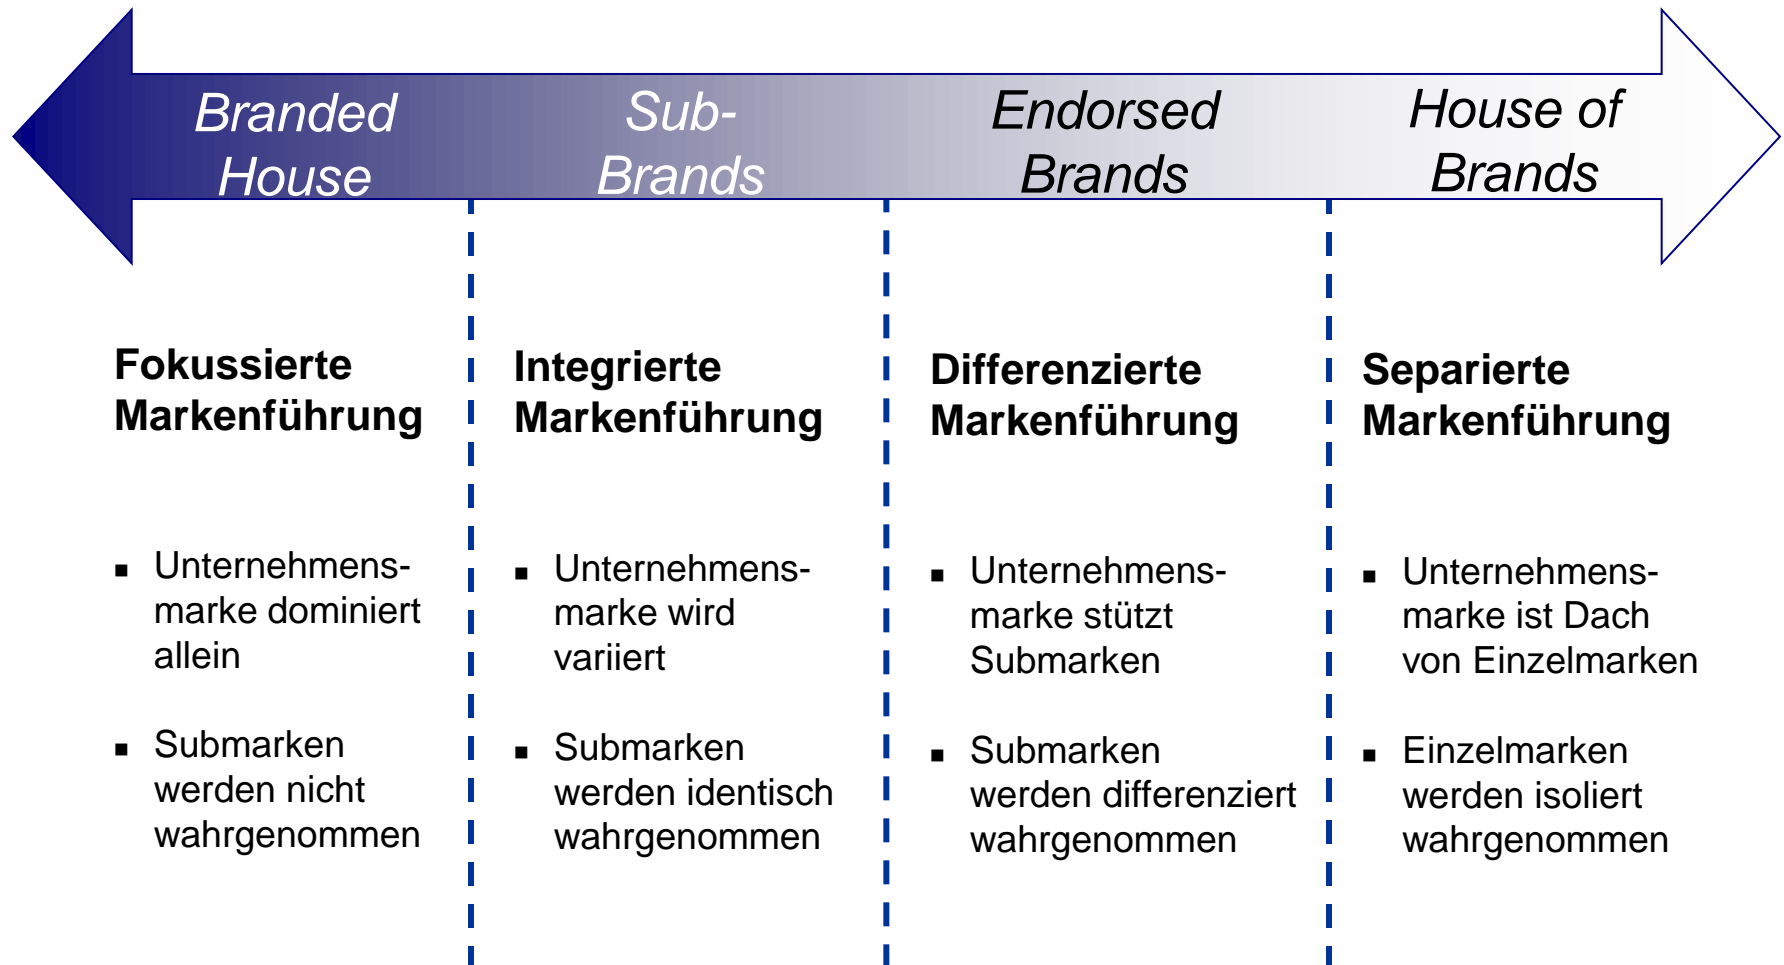 Branded
House
Sub-
Brands
Endorsed
Brands
House of
Brands
Fokussierte
Markenführung
Integrierte
Markenführung
Differenzierte
Markenführung
Separierte
Markenführung
▪ Unternehmens-
marke dominiert
allein
▪ Submarken
werden nicht
wahrgenommen
▪ Unternehmens-
marke wird
variiert
▪ Submarken
werden identisch
wahrgenommen
▪ Unternehmens-
marke stützt
Submarken
▪ Submarken
werden differenziert
wahrgenommen
▪ Unternehmens-
marke ist Dach
von Einzelmarken
▪ Einzelmarken
werden isoliert
wahrgenommen